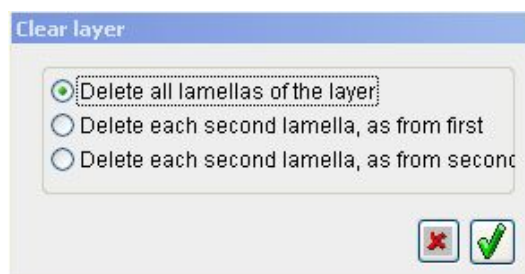 Clear layer
Delete all lamellas of the layer
Delete each second lamella, as from first
Delete each second lamella, as from second